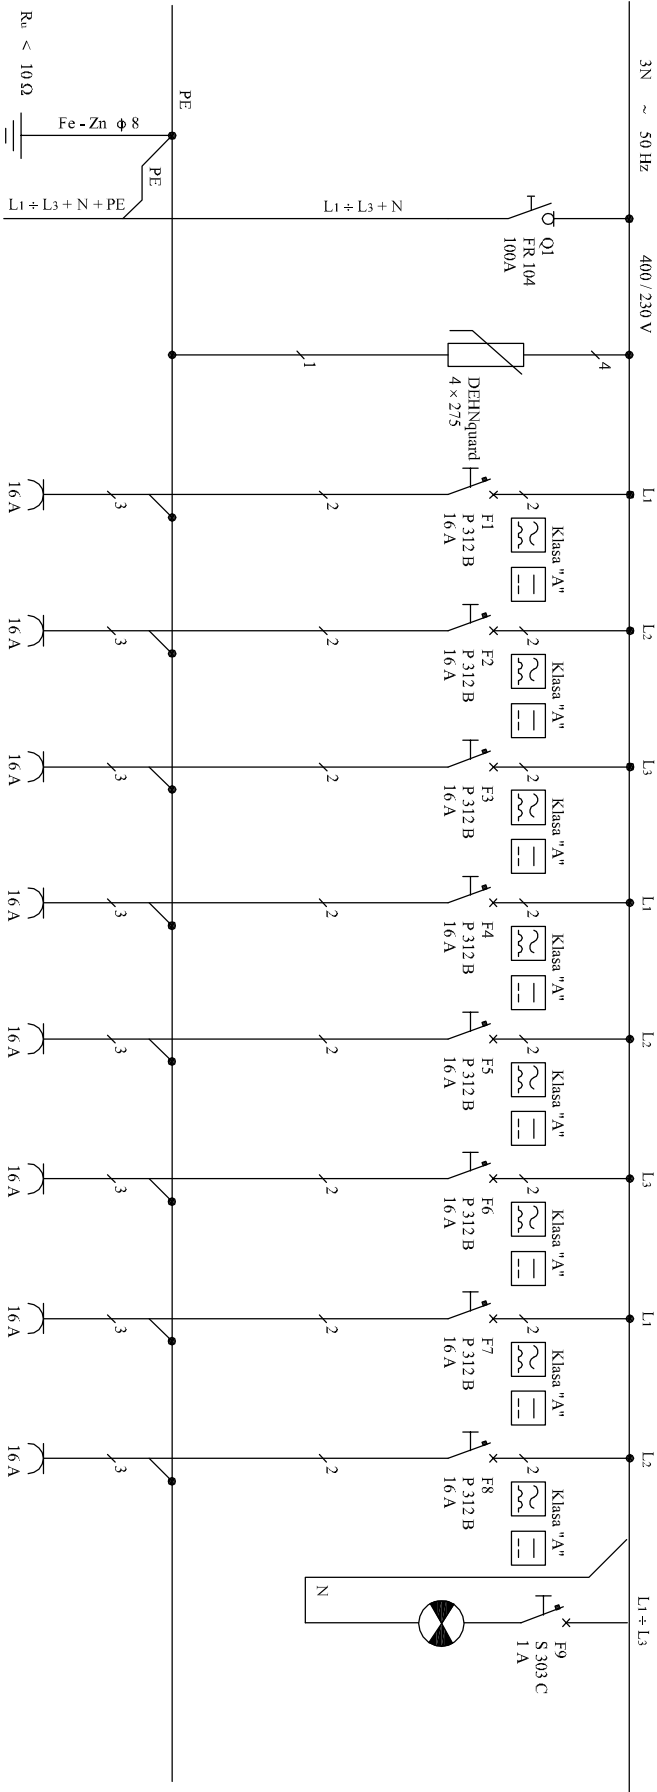 3N ~ 50 Hz 400 / 230 V
L1
L2
L3
L1
L2
L3
L1
L2
L1 ÷ L3
Q1
FR 104
100A
4
DEHNquard
4 × 275
1
Klasa "A"
2
F1
P 312 B
16 A
2
3
16 A
Klasa "A"
2
F2
P 312 B
16 A
2
3
16 A
Klasa "A"
2
F3
P 312 B
16 A
2
3
16 A
Klasa "A"
2
F4
P 312 B
16 A
2
3
16 A
Klasa "A"
2
F5
P 312 B
16 A
2
3
16 A
Klasa "A"
2
F6
P 312 B
16 A
2
3
16 A
Klasa "A"
2
F7
P 312 B
16 A
2
3
16 A
Klasa "A"
2
F8
P 312 B
16 A
2
3
16 A
F9
S 303 C
1 A
N
L1 ÷ L3 + N
PE
PE
L1 ÷ L3 + N + PE
Fe - Zn ϕ 8
Ru < 10 Ω